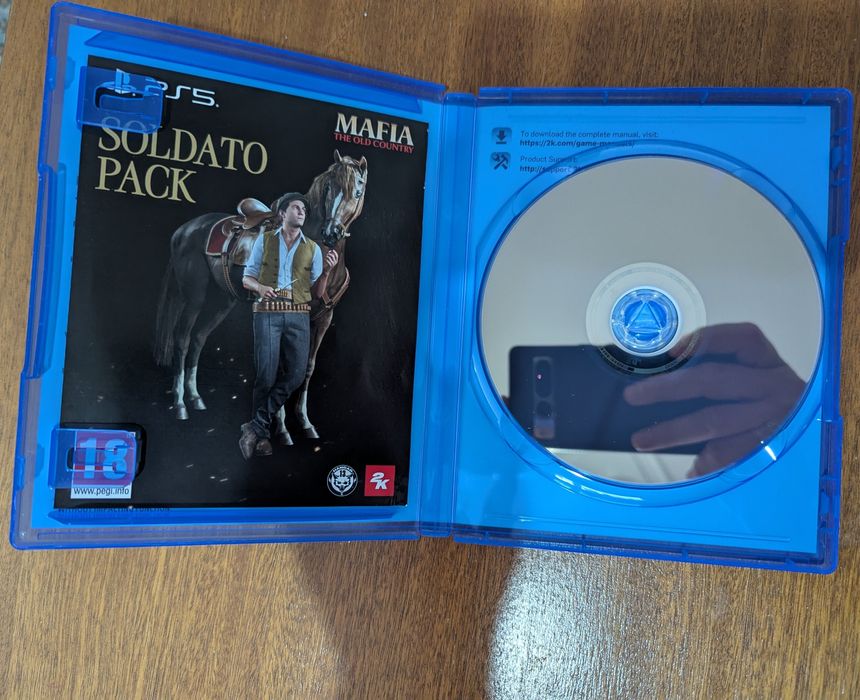 PS5.
SOLDATO
PACK
MAFIA
THE OLD COUNTRY
18
www.pegi.info
2K
To download the complete manual, visit:
https://2k.com/game-manuals/
Product Support: